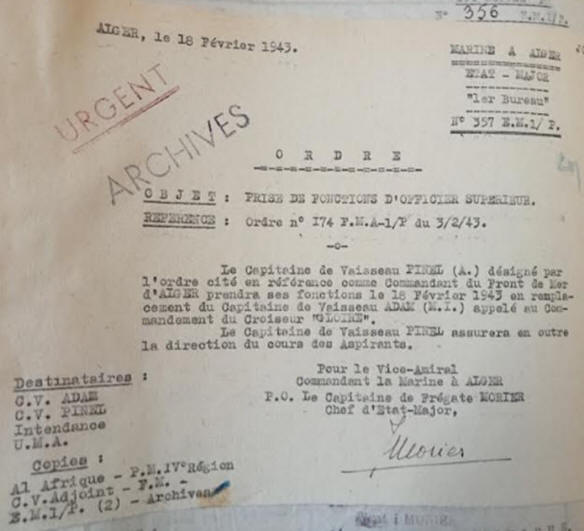 N° 356 E.M.1/P.
ALGER, le 18 Février 1943.
MARINE A ALGER
ETAT - MAJOR
"1er Bureau"
N° 357 E.M.1/ P.
URGENT
ARCHIVES
O R D R E
O B J E T : PRISE DE FONCTIONS D'OFFICIER SUPERIEUR.
REFERENCE : Ordre n° I74 F.M.A-1/P du 3/2/43.
-o-
Le Capitaine de Vaisseau PINEL (A.) désigné par
l'ordre cité en référence comme Commandant du Front de Mer
d'ALGER prendra ses fonctions le 18 Février 1943 en rempla-
cement du Capitaine de Vaisseau ADAM (M.I.) appelé au Com-
mandement du Croiseur "GLOIRE".
Le Capitaine de Vaisseau PINEL assurera en outre
la direction du cours des Aspirants.
Pour le Vice-Amiral
Commandant la Marine à ALGER
P.O. Le Capitaine de Frégate MORIER
Chef d'Etat-Major,
Morier
Destinataires :
C.V. ADAM
C.V. PINEL
Intendance
U.M.A.
Copies :
Al Afrique - P.M.IV° Région
C.V.Adjoint - F.M. -
E.M.1/P. (2) - Archives